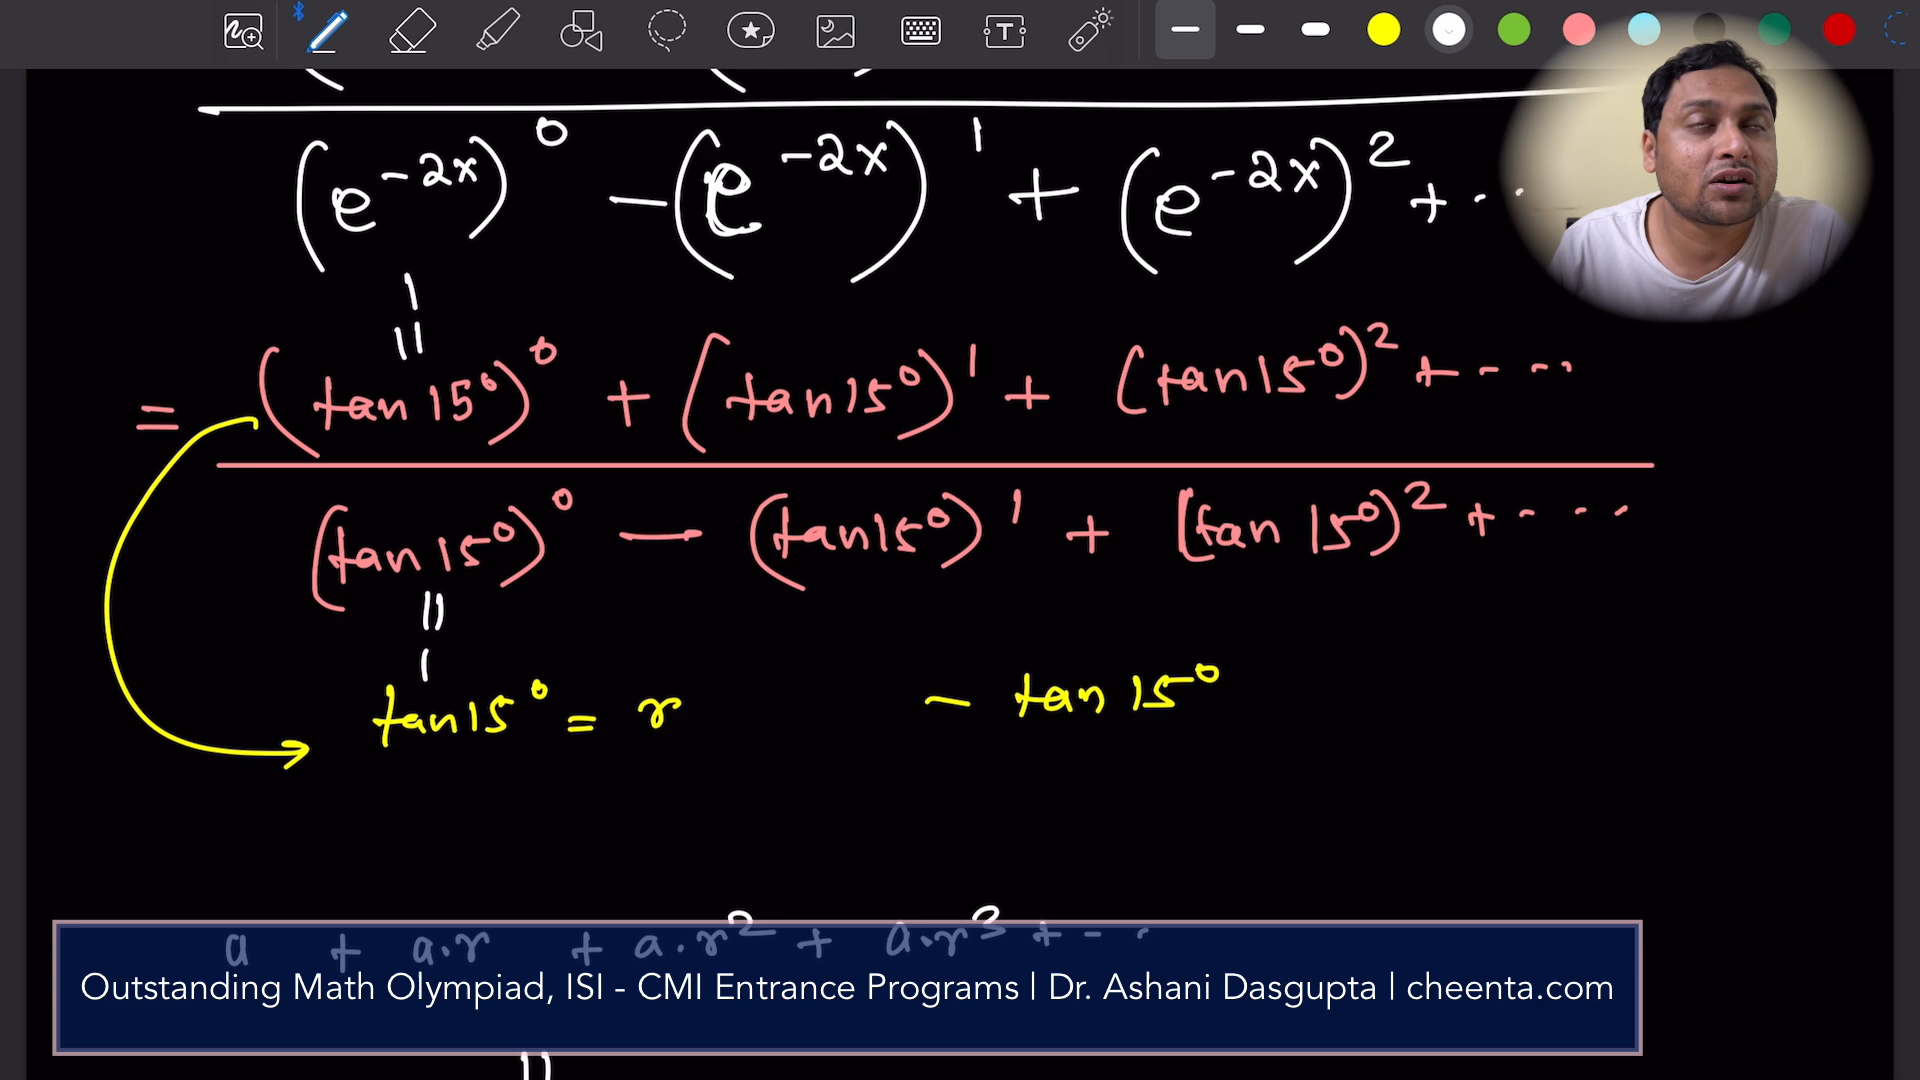 (e^{-2x})^0 - (e^{-2x})^1 + (e^{-2x})^2 + ...
1
=
= (tan 15°)^0 + (tan 15°)^1 + (tan 15°)^2 + - ...
(tan 15°)^0 - (tan 15°)^1 + (tan 15°)^2 + - ...
=
1
tan 15° = r    - tan 15°
a + a.r + a.r^2 + a.r^3 + - .
Outstanding Math Olympiad, ISI - CMI Entrance Programs | Dr. Ashani Dasgupta | cheenta.com